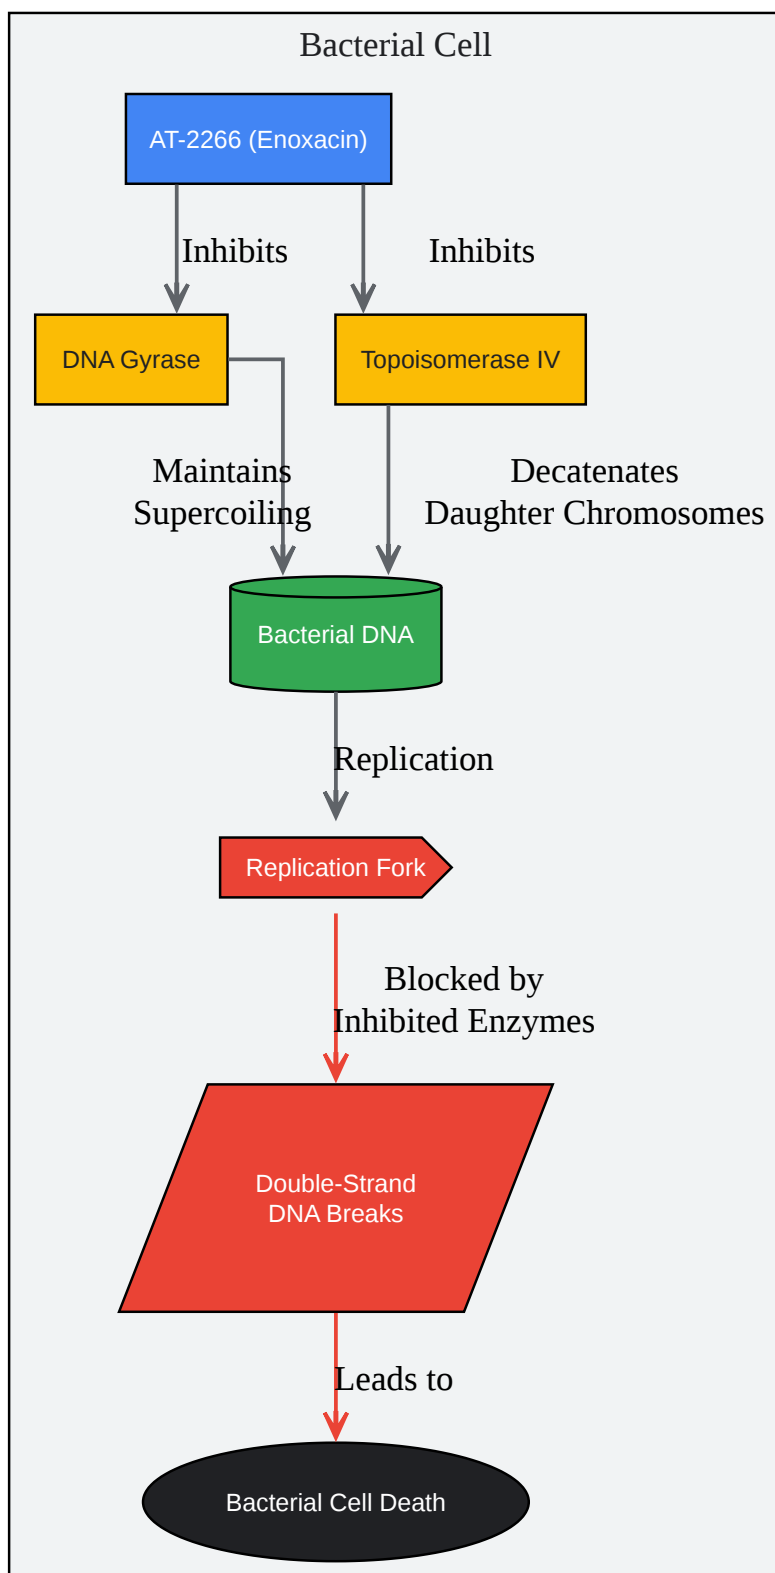 Bacterial Cell
AT-2266 (Enoxacin)
Inhibits
Inhibits
DNA Gyrase
Topoisomerase IV
Maintains
Supercoiling
Decatenates
Daughter Chromosomes
Bacterial DNA
Replication
Replication Fork
Blocked by
Inhibited Enzymes
Double-Strand
DNA Breaks
Leads to
Bacterial Cell Death